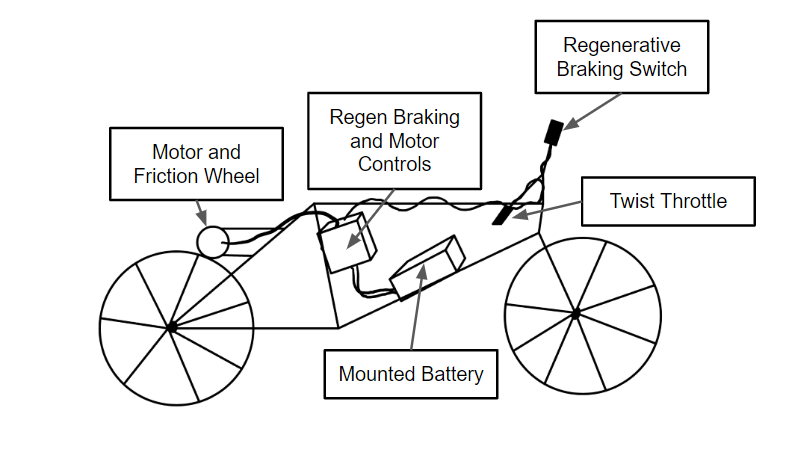 Regenerative
Braking Switch
Regen Braking
and Motor
Controls
Motor and
Friction Wheel
Twist Throttle
Mounted Battery